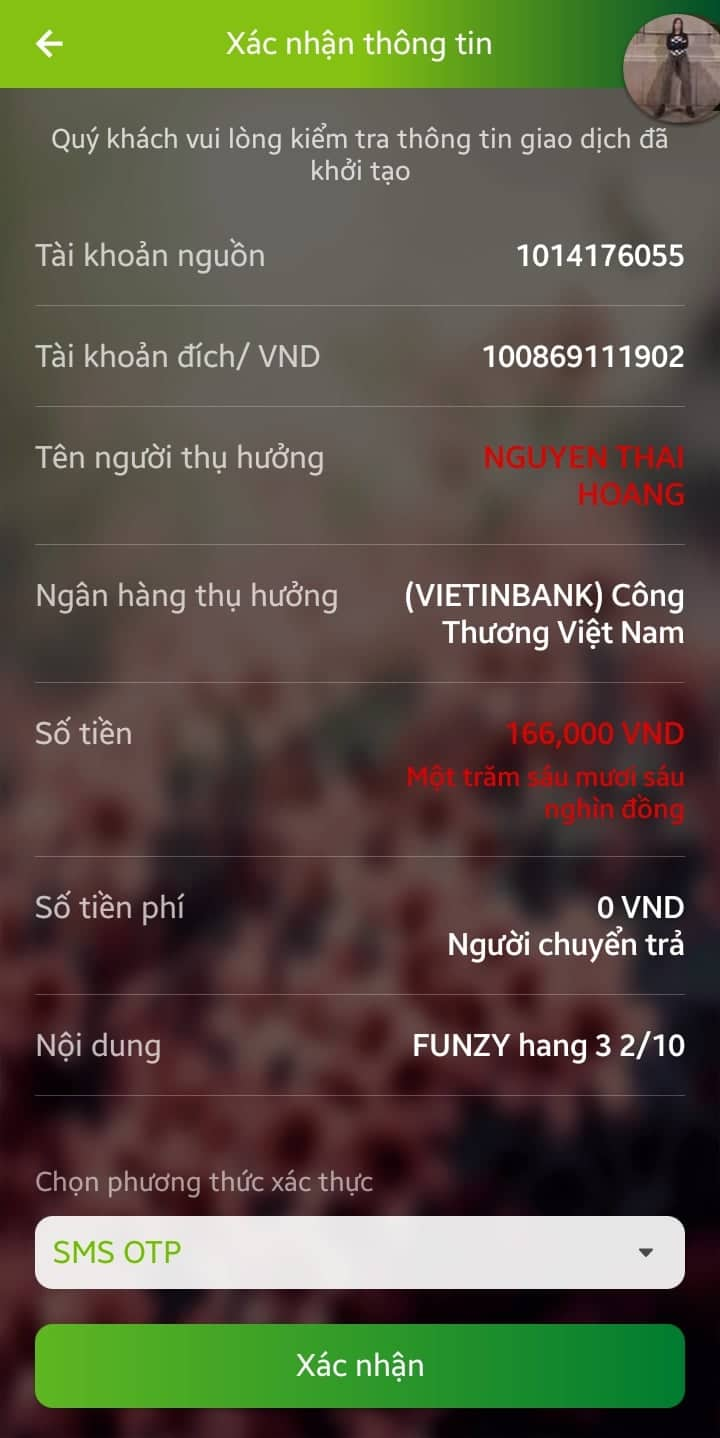 Xác nhận thông tin
Quý khách vui lòng kiểm tra thông tin giao dịch đã
khởi tạo
Tài khoản nguồn
1014176055
Tài khoản đích/ VND
100869111902
Tên người thụ hưởng
NGUYEN THAI
HOANG
Ngân hàng thụ hưởng
(VIETINBANK) Công
Thương Việt Nam
Số tiền
166,000 VND
Một trăm sáu mươi sáu
nghìn đồng
Số tiền phí
0 VND
Người chuyển trả
Nội dung
FUNZY hang 3 2/10
Chọn phương thức xác thực
SMS OTP
Xác nhận